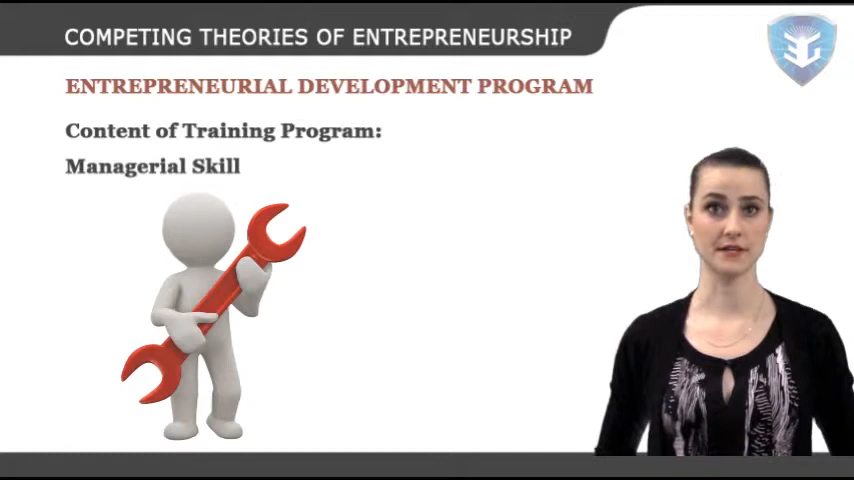 COMPETING THEORIES OF ENTREPRENEURSHIP
ENTREPRENEURIAL DEVELOPMENT PROGRAM
Content of Training Program:
Managerial Skill